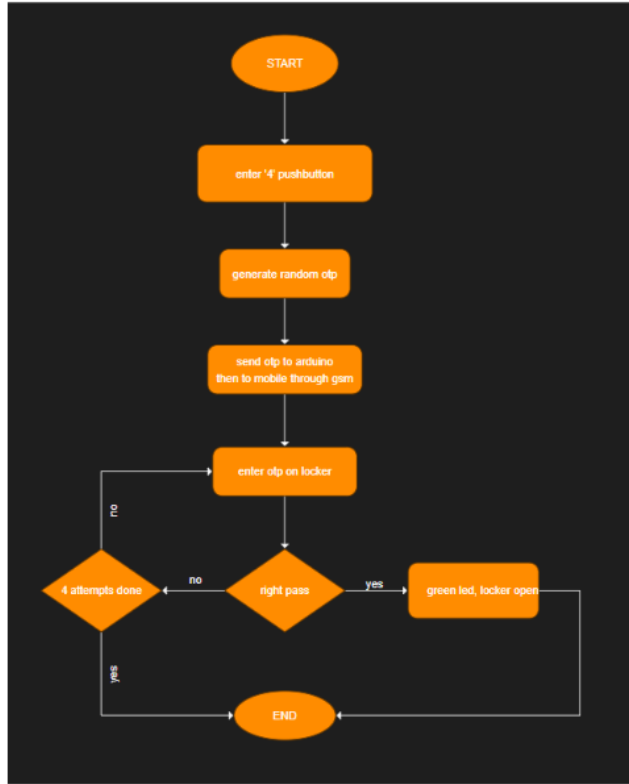 START
enter '4' pushbutton
generate random otp
send otp to arduino
then to mobile through gsm
enter otp on locker
no
4 attempts done
no
right pass
yes
green led, locker open
yes
END